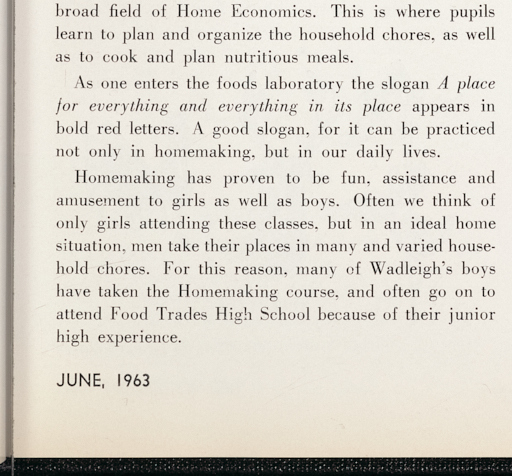 broad field of Home Economics. This is where pupils
learn to plan and organize the household chores, as well
as to cook and plan nutritious meals.
As one enters the foods laboratory the slogan A place
for everything and everything in its place appears in
bold red letters. A good slogan, for it can be practiced
not only in homemaking, but in our daily lives.
Homemaking has proven to be fun, assistance and
amusement to girls as well as boys. Often we think of
only girls attending these classes, but in an ideal home
situation, men take their places in many and varied house-
hold chores. For this reason, many of Wadleigh's boys
have taken the Homemaking course, and often go on to
attend Food Trades High School because of their junior
high experience.
JUNE, 1963